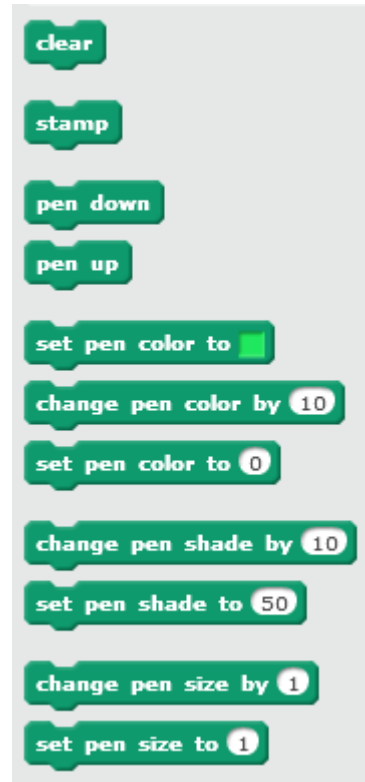 clear
stamp
pen down
pen up
set pen color to
change pen color by 10
set pen color to 0
change pen shade by 10
set pen shade to 50
change pen size by 1
set pen size to 1